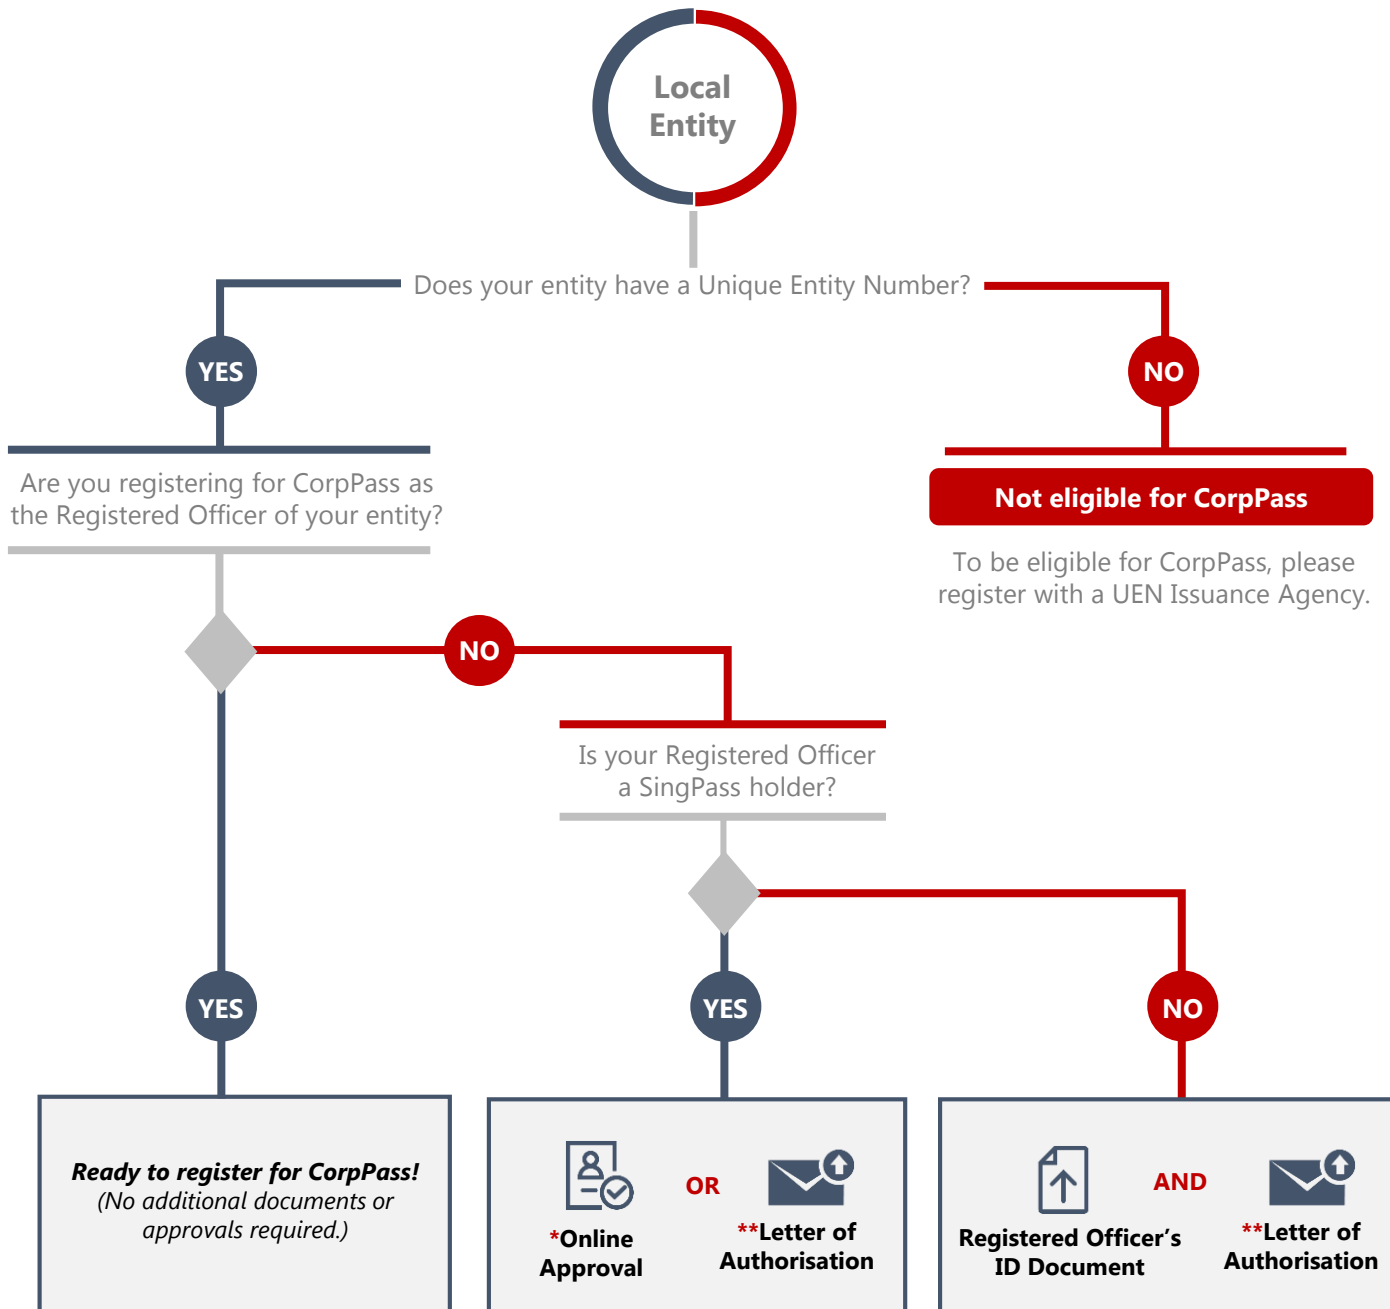 Local
Entity
Does your entity have a Unique Entity Number?
YES
NO
Are you registering for CorpPass as
the Registered Officer of your entity?
Not eligible for CorpPass
To be eligible for CorpPass, please
register with a UEN Issuance Agency.
NO
Is your Registered Officer
a SingPass holder?
YES
YES
NO
Ready to register for CorpPass!
(No additional documents or
approvals required.)
*Online
Approval
OR
**Letter of
Authorisation
Registered Officer's
ID Document
AND
**Letter of
Authorisation